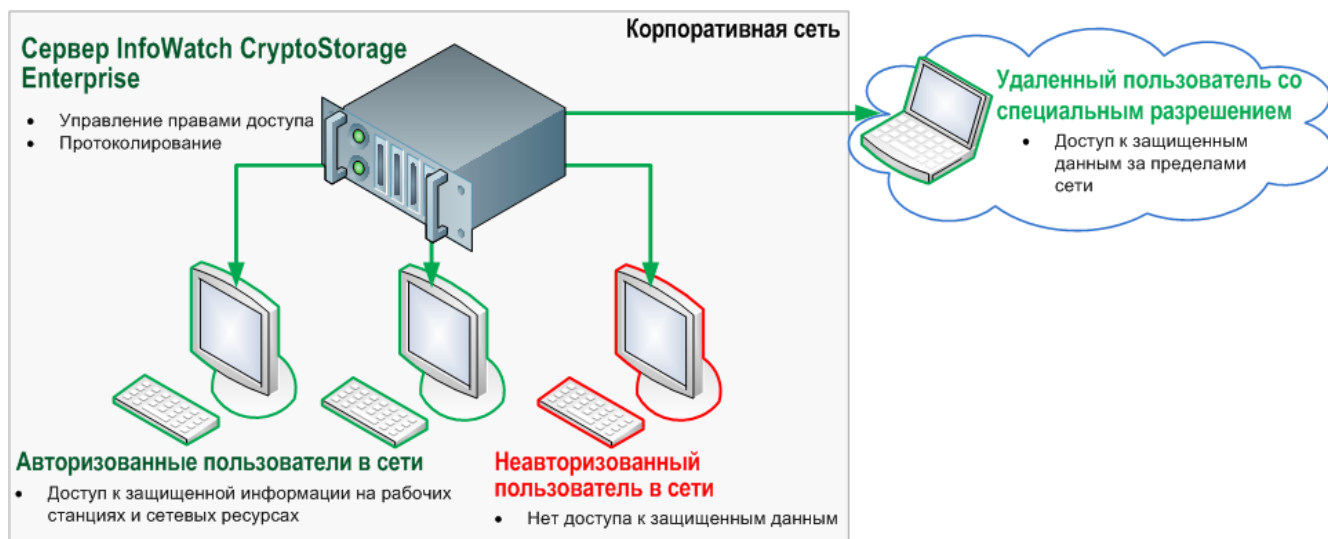 Корпоративная сеть
Сервер InfoWatch CryptoStorage
Enterprise
• Управление правами доступа
• Протоколирование
Удаленный пользователь со
специальным разрешением
• Доступ к защищенным
данным за пределами
сети
Авторизованные пользователи в сети
• Доступ к защищенной информации на рабочих
станциях и сетевых ресурсах
Неавторизованный
пользователь в сети
• Нет доступа к защищенным данным